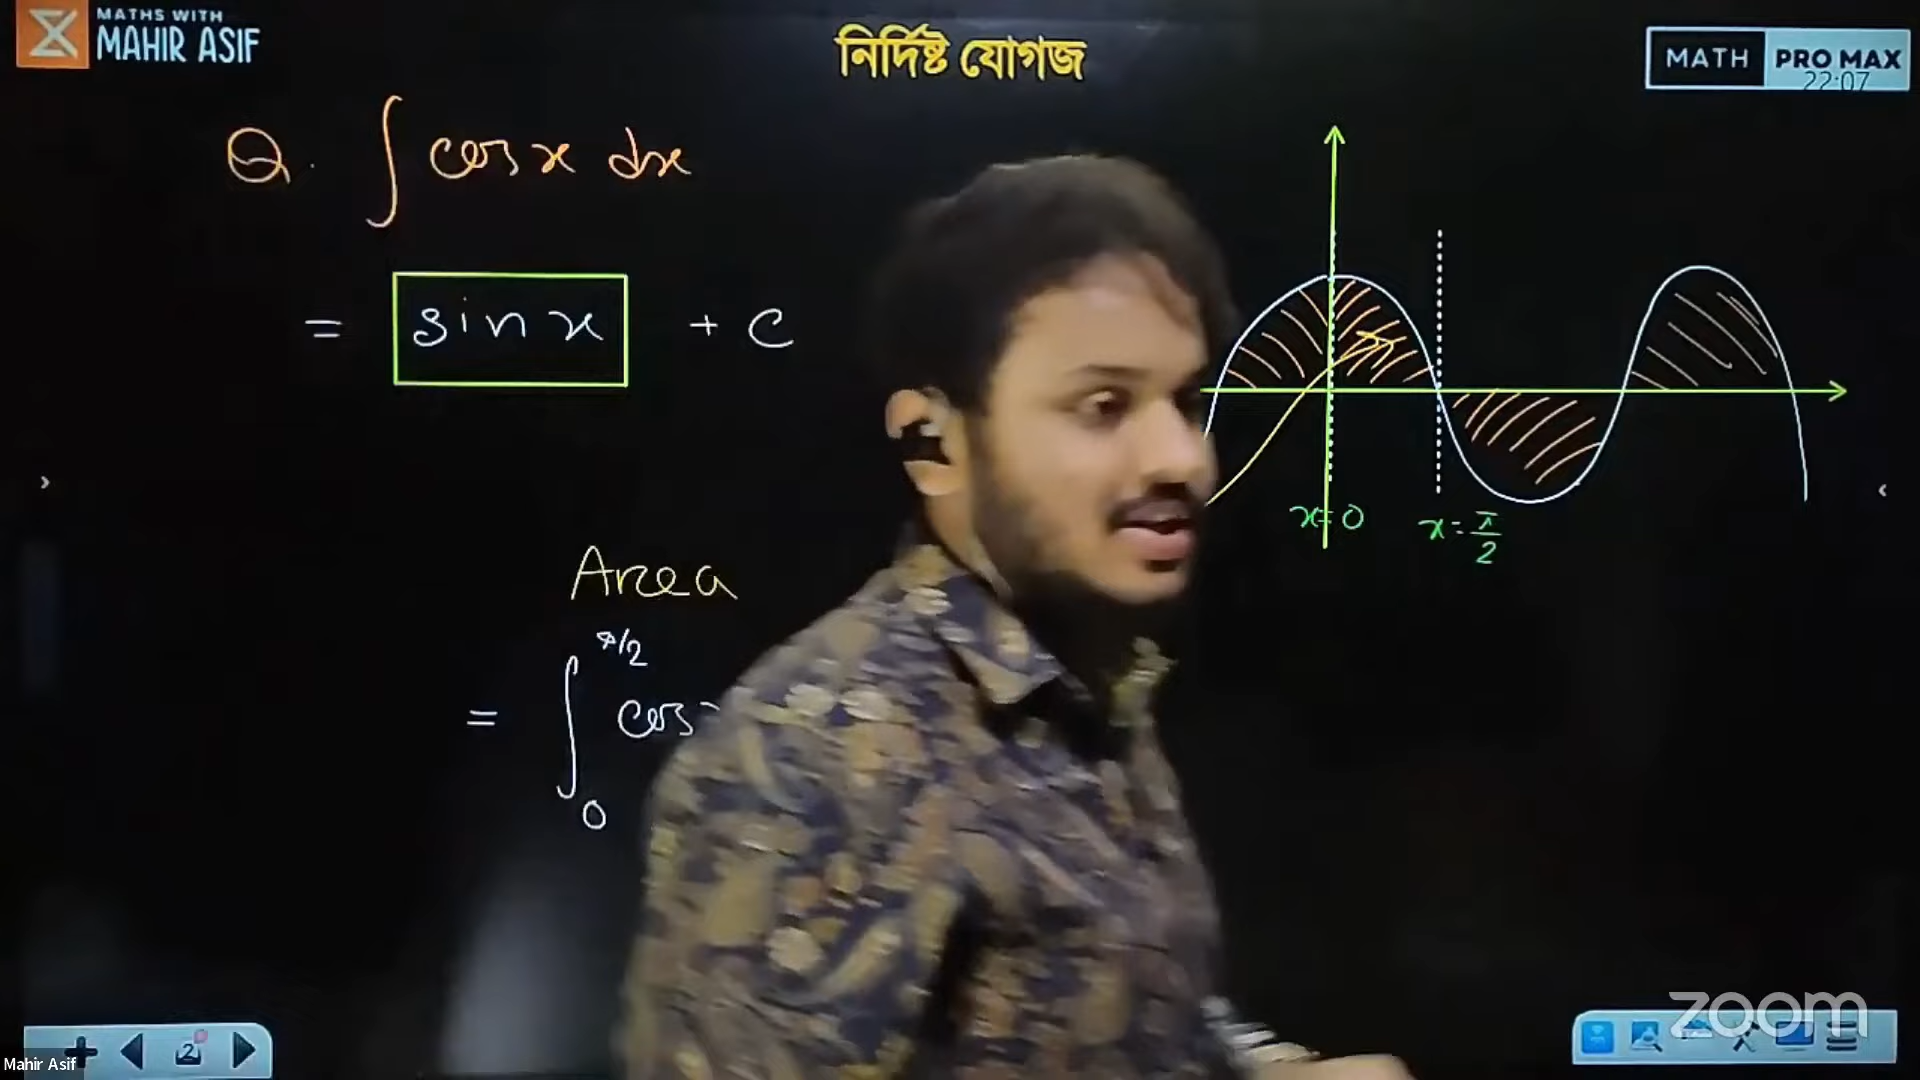 MATHS WITH
MAHIR ASIF
নির্দিষ্ট যোগজ
MATH PRO MAX
22:07
Q. ∫ cos x dx
= sin x + c
x=0
x=π/2
Area
= ∫₀^(π/2) cos
zoom
2
Mahir Asif